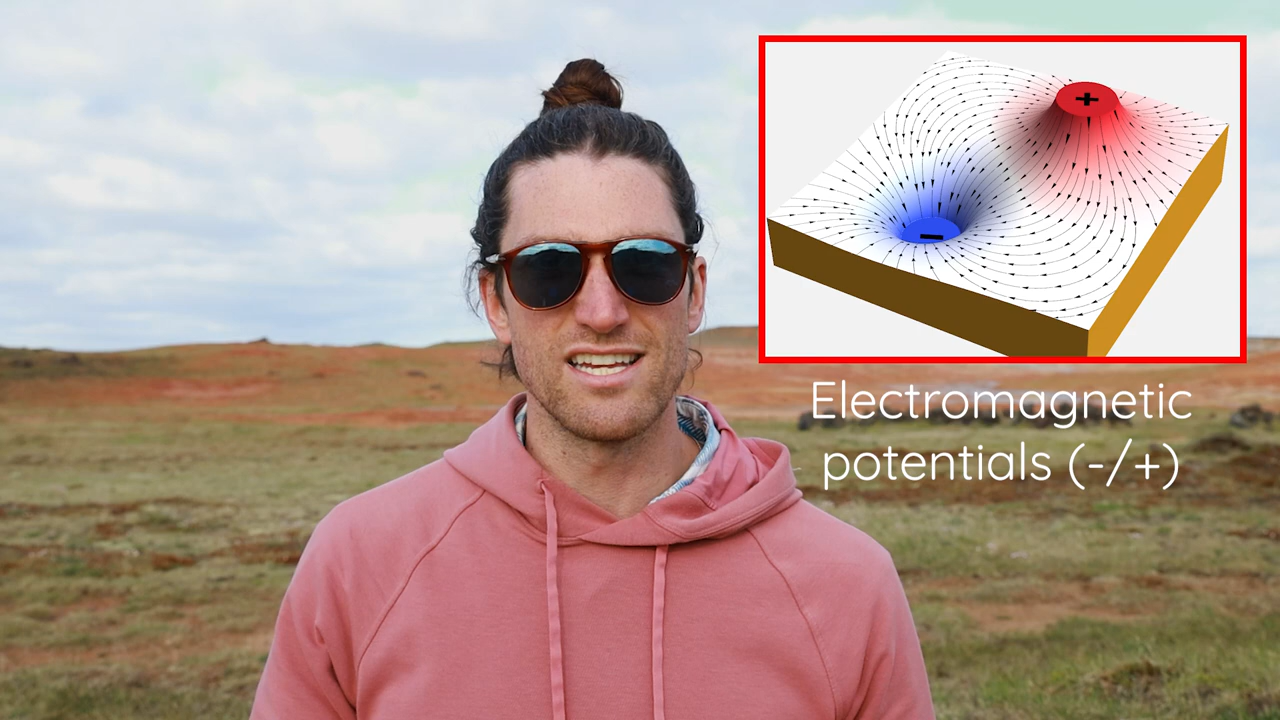 +
-
Electromagnetic
potentials (-/+)